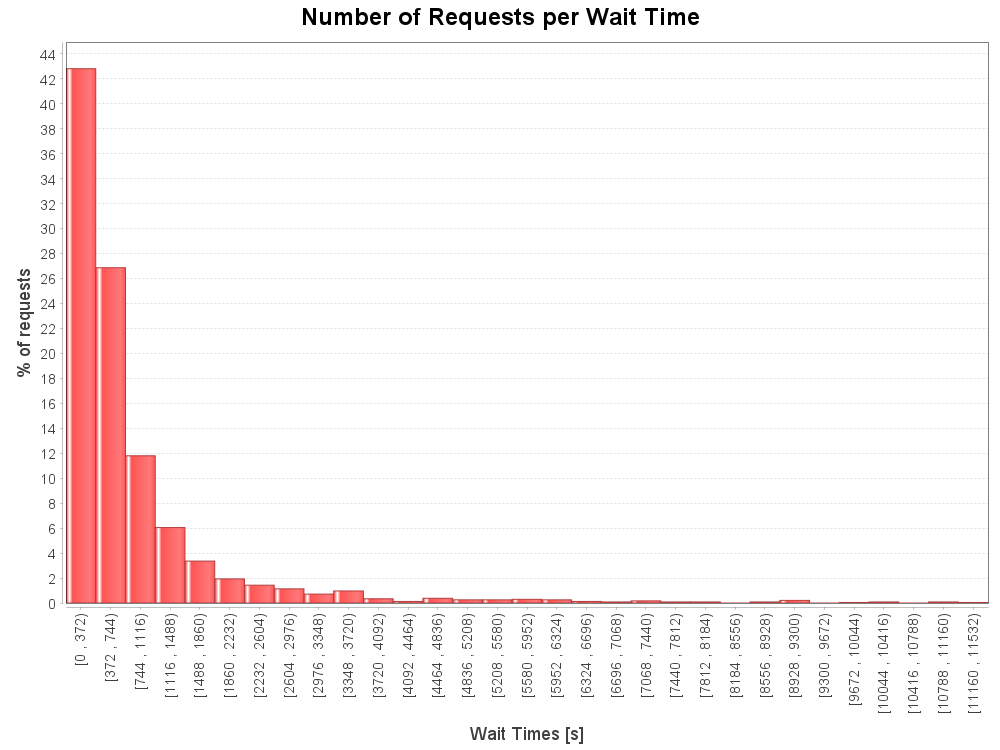 Number of Requests per Wait Time
% of requests
44
42
40
38
36
34
32
30
28
26
24
22
20
18
16
14
12
10
8
6
4
2
0
[0 , 372)
[372 , 744)
[744 , 1116)
[1116 , 1488)
[1488 , 1860)
[1860 , 2232)
[2232 , 2604)
[2604 , 2976)
[2976 , 3348)
[3348 , 3720)
[3720 , 4092)
[4092 , 4464)
[4464 , 4836)
[4836 , 5208)
[5208 , 5580)
[5580 , 5952)
[5952 , 6324)
[6324 , 6696)
[6696 , 7068)
[7068 , 7440)
[7440 , 7812)
[7812 , 8184)
[8184 , 8556)
[8556 , 8928)
[8928 , 9300)
[9300 , 9672)
[9672 , 10044)
[10044 , 10416)
[10416 , 10788)
[10788 , 11160)
[11160 , 11532)
Wait Times [s]